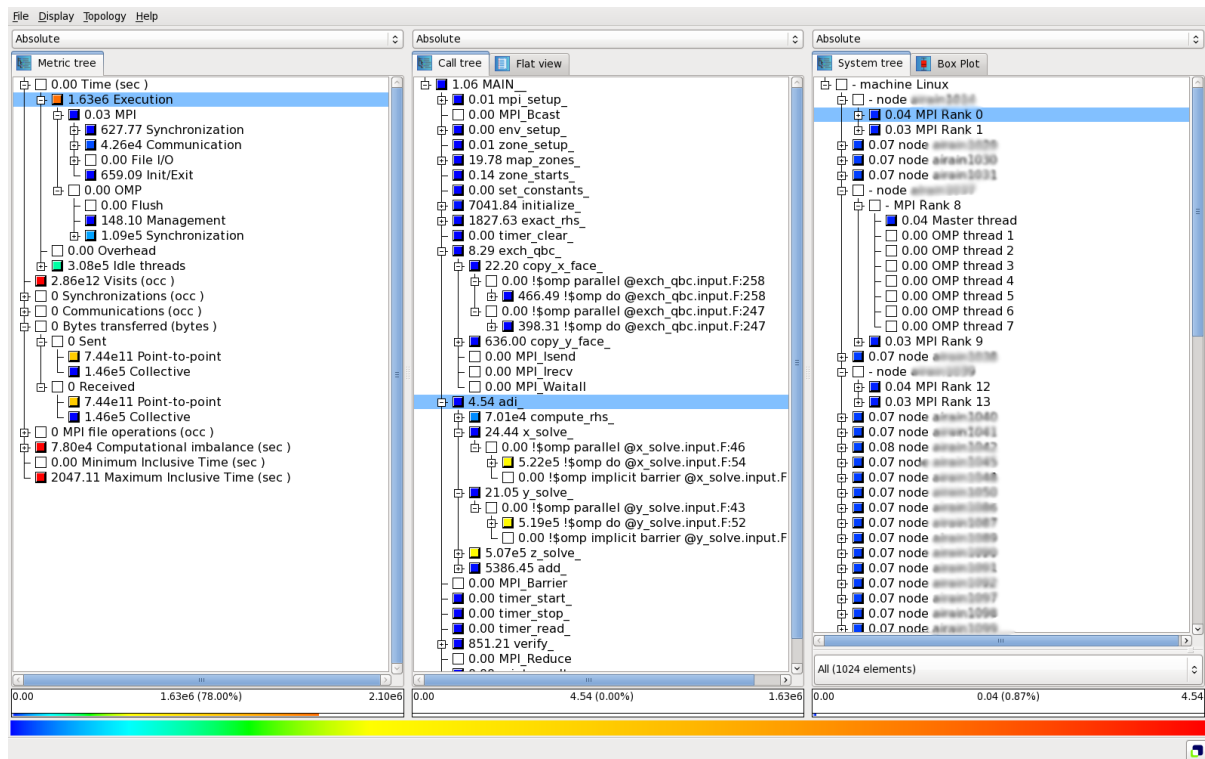 File Display Topology Help
Absolute
Metric tree
0.00 Time (sec )
1.63e6 Execution
0.03 MPI
627.77 Synchronization
4.26e4 Communication
0.00 File I/O
659.09 Init/Exit
0.00 OMP
0.00 Flush
148.10 Management
1.09e5 Synchronization
0.00 Overhead
3.08e5 Idle threads
2.86e12 Visits (occ )
0 Synchronizations (occ )
0 Communications (occ )
0 Bytes transferred (bytes )
0 Sent
7.44e11 Point-to-point
1.46e5 Collective
0 Received
7.44e11 Point-to-point
1.46e5 Collective
0 MPI file operations (occ )
7.80e4 Computational imbalance (sec )
0.00 Minimum Inclusive Time (sec )
2047.11 Maximum Inclusive Time (sec )
0.00 1.63e6 (78.00%) 2.10e6
Absolute
Call tree Flat view
1.06 MAIN__
0.01 mpi_setup_
0.00 MPI_Bcast
0.00 env_setup_
0.01 zone_setup_
19.78 map_zones_
0.14 zone_starts_
0.00 set_constants_
7041.84 initialize_
1827.63 exact_rhs_
0.00 timer_clear_
8.29 exch_qbc_
22.20 copy_x_face_
0.00 !$omp parallel @exch_qbc.input.F:258
466.49 !$omp do @exch_qbc.input.F:258
0.00 !$omp parallel @exch_qbc.input.F:247
398.31 !$omp do @exch_qbc.input.F:247
636.00 copy_y_face_
0.00 MPI_Isend
0.00 MPI_Irecv
0.00 MPI_Waitall
4.54 adi_
7.01e4 compute_rhs_
24.44 x_solve_
0.00 !$omp parallel @x_solve.input.F:46
5.22e5 !$omp do @x_solve.input.F:54
0.00 !$omp implicit barrier @x_solve.input.F
21.05 y_solve_
0.00 !$omp parallel @y_solve.input.F:43
5.19e5 !$omp do @y_solve.input.F:52
0.00 !$omp implicit barrier @y_solve.input.F
5.07e5 z_solve_
5386.45 add_
0.00 MPI_Barrier
0.00 timer_start_
0.00 timer_stop_
0.00 timer_read_
851.21 verify_
0.00 MPI_Reduce
0.00 4.54 (0.00%) 1.63e6
Absolute
System tree Box Plot
- machine Linux
- node
0.04 MPI Rank 0
0.03 MPI Rank 1
0.07 node
0.07 node
0.07 node
- node
- MPI Rank 8
0.04 Master thread
0.00 OMP thread 1
0.00 OMP thread 2
0.00 OMP thread 3
0.00 OMP thread 4
0.00 OMP thread 5
0.00 OMP thread 6
0.00 OMP thread 7
0.03 MPI Rank 9
0.07 node
- node
0.04 MPI Rank 12
0.03 MPI Rank 13
0.07 node
0.07 node
0.08 node
0.07 node
0.07 node
0.07 node
0.07 node
0.07 node
0.07 node
0.07 node
0.07 node
0.07 node
0.07 node
0.07 node
0.07 node
All (1024 elements)
0.00 0.04 (0.87%) 4.54